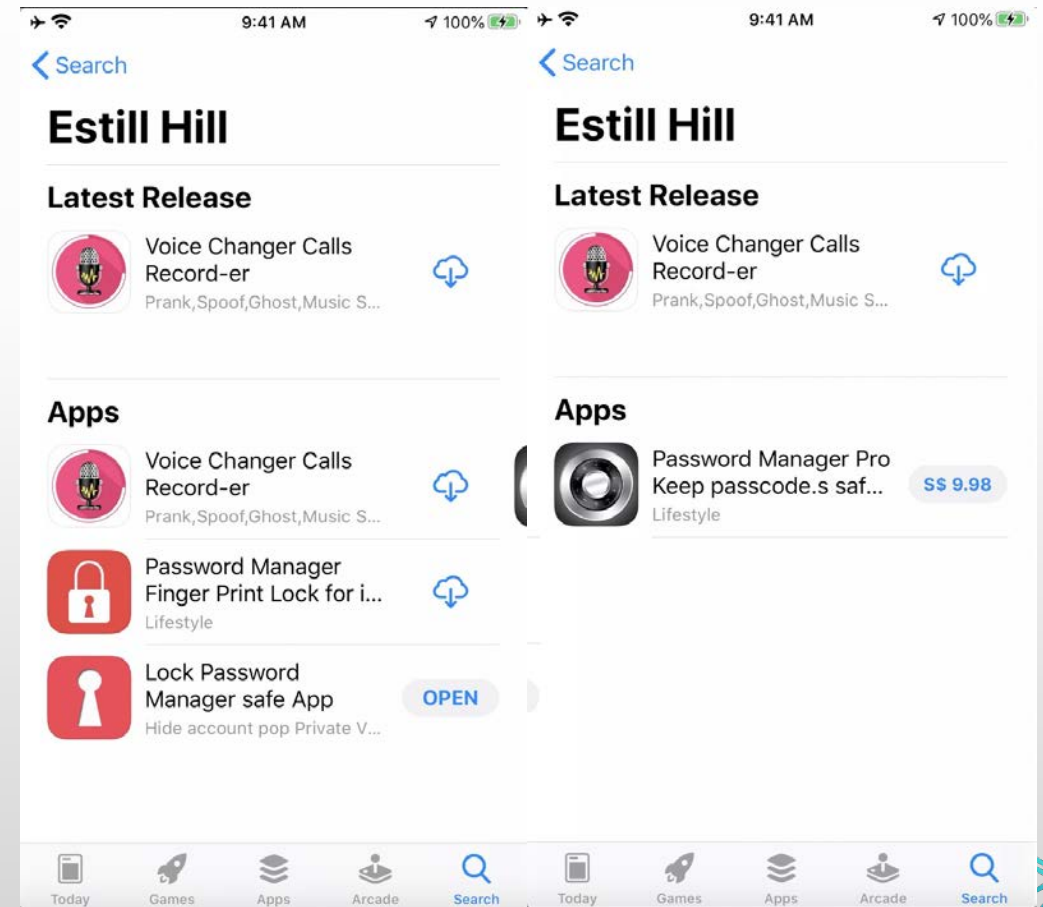 9:41 AM
100%
Search
Estill Hill
Latest Release
Voice Changer Calls
Record-er
Prank,Spoof,Ghost,Music S...
Apps
Voice Changer Calls
Record-er
Prank,Spoof,Ghost,Music S...
Password Manager
Finger Print Lock for i...
Lifestyle
Lock Password
Manager safe App
OPEN
Hide account pop Private V...
Today
Games
Apps
Arcade
Search
9:41 AM
100%
Search
Estill Hill
Latest Release
Voice Changer Calls
Record-er
Prank,Spoof,Ghost,Music S...
Apps
Password Manager Pro
Keep passcode.s saf...
S$ 9.98
Lifestyle
Today
Games
Apps
Arcade
Search